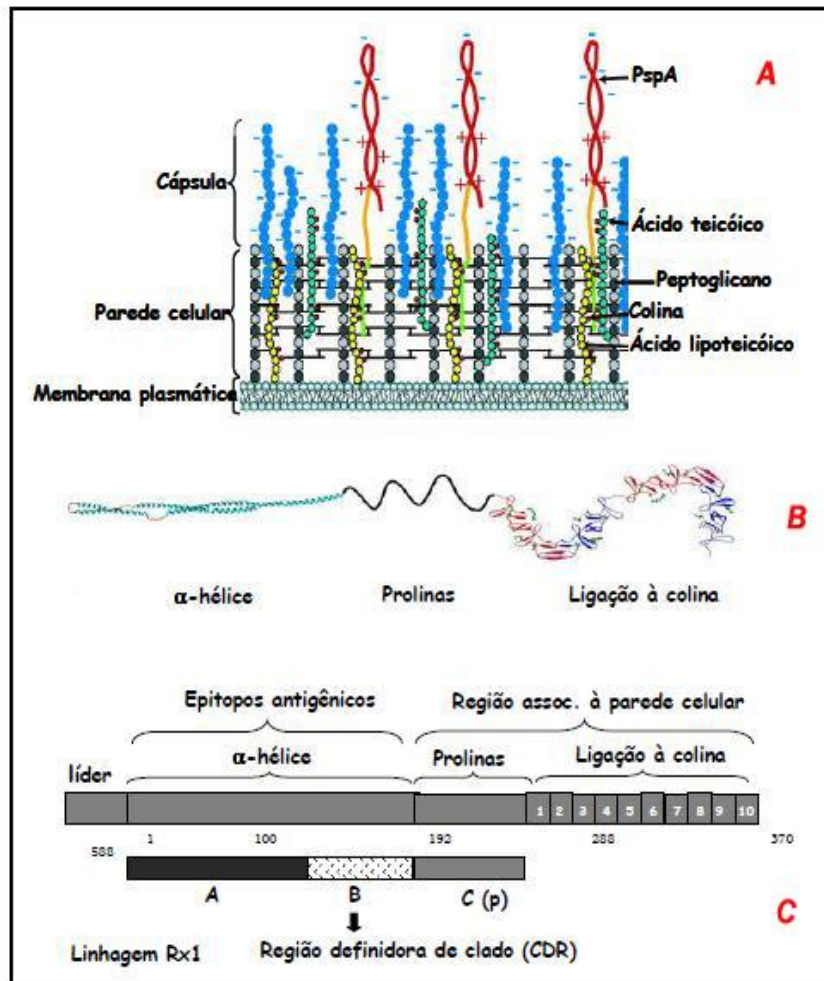 A
PspA
Cápsula
Ácido teicóico
Peptoglicano
Parede celular
Colina
Ácido lipoteicóico
Membrana plasmática
B
α-hélice Prolinas Ligação à colina
Epitopos antigênicos Região assoc. à parede celular
líder α-hélice Prolinas Ligação à colina
1 2 3 4 5 6 7 8 9 10
588 1 100 192 288 370
A B C (p)
C
Linhagem Rx1 Região definidora de clado (CDR)